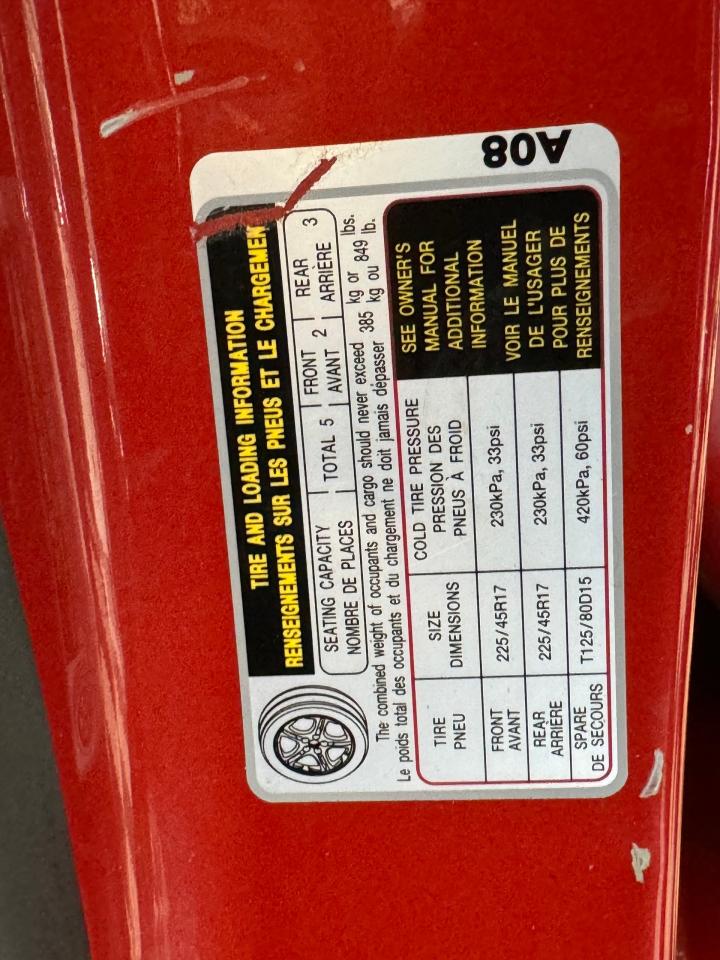 TIRE AND LOADING INFORMATION
RENSEIGNEMENTS SUR LES PNEUS ET LE CHARGEMEN
SEATING CAPACITY
NOMBRE DE PLACES
TOTAL 5
FRONT
AVANT
2
REAR
ARRIÈRE
3
The combined weight of occupants and cargo should never exceed 385 kg or 849 lbs.
Le poids total des occupants et du chargement ne doit jamais dépasser 385 kg ou 849 lb.
TIRE
PNEU
SIZE
DIMENSIONS
COLD TIRE PRESSURE
PRESSION DES
PNEUS À FROID
FRONT
AVANT
225/45R17
230kPa, 33psi
REAR
ARRIÈRE
225/45R17
230kPa, 33psi
SPARE
DE SECOURS
T125/80D15
420kPa, 60psi
SEE OWNER'S
MANUAL FOR
ADDITIONAL
INFORMATION
VOIR LE MANUEL
DE L'USAGER
POUR PLUS DE
RENSEIGNEMENTS
A08